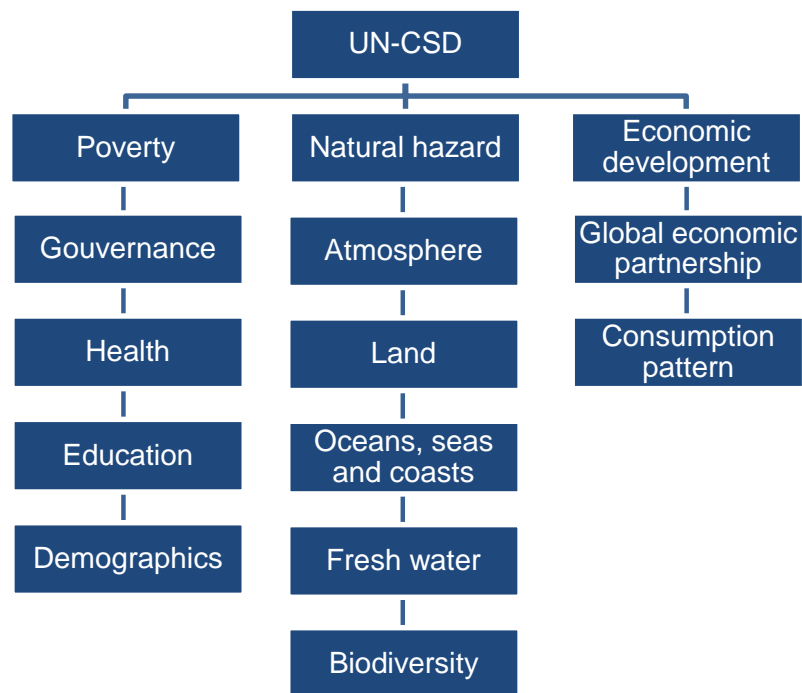 UN-CSD
Poverty
Gouvernance
Health
Education
Demographics
Natural hazard
Atmosphere
Land
Oceans, seas
and coasts
Fresh water
Biodiversity
Economic
development
Global economic
partnership
Consumption
pattern